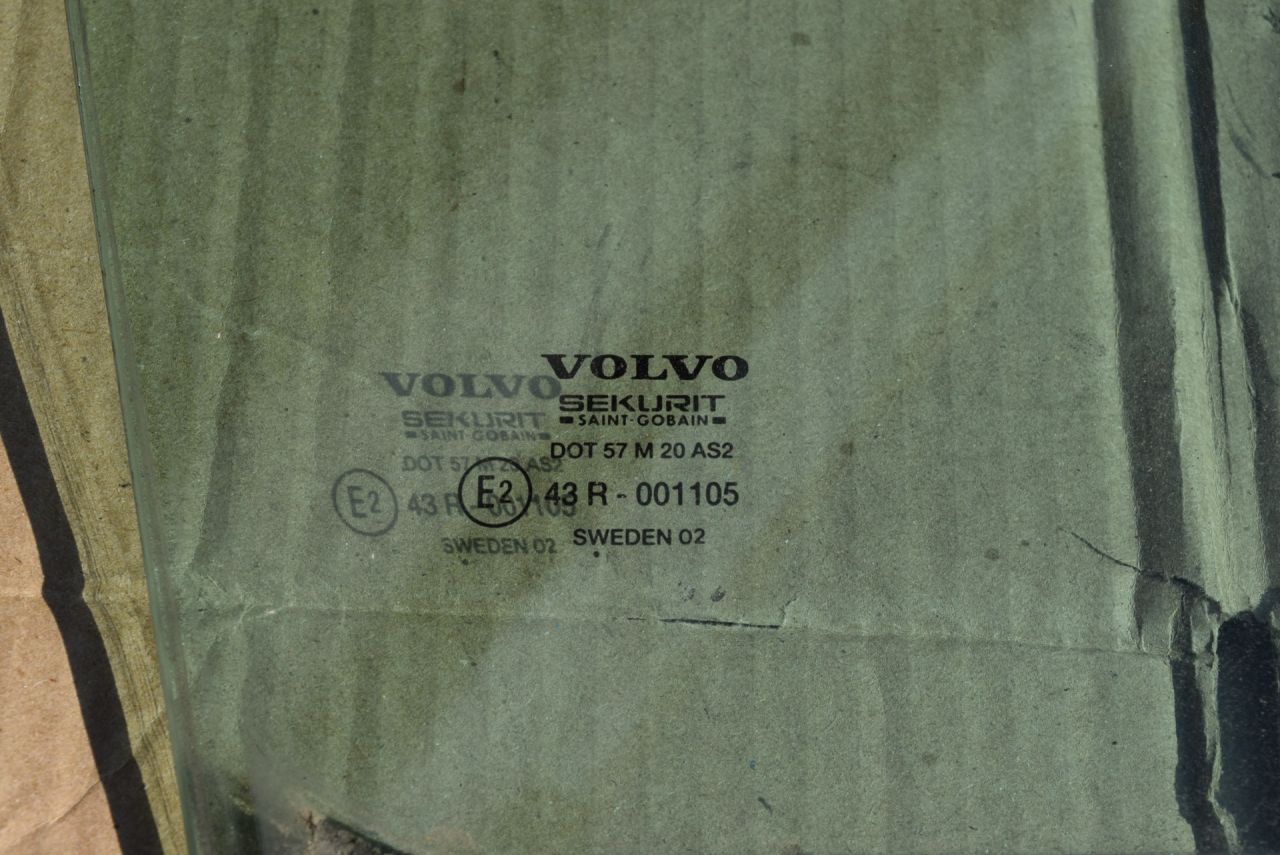 VOLVO
SEKURIT
SAINT-GOBAIN
DOT 57 M 20 AS2
E2 43 R - 001105
SWEDEN 02